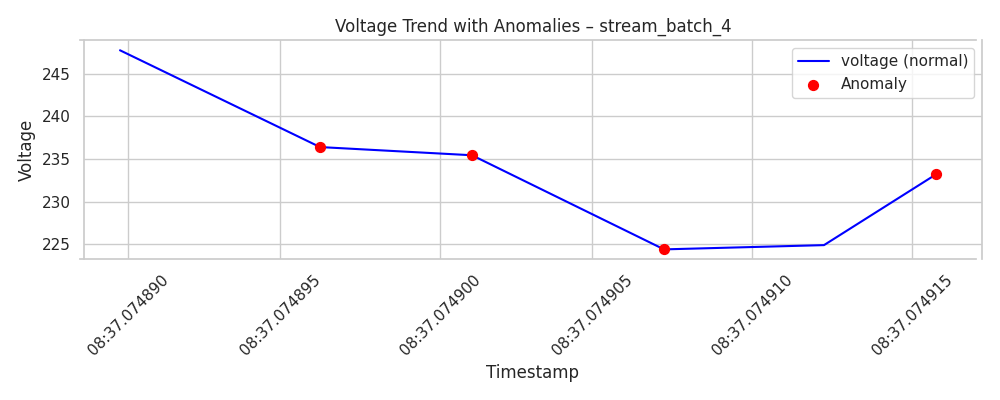 Voltage Trend with Anomalies – stream_batch_4
voltage (normal)
Anomaly
Voltage
245
240
235
230
225
08:37.074890
08:37.074895
08:37.074900
08:37.074905
08:37.074910
08:37.074915
Timestamp